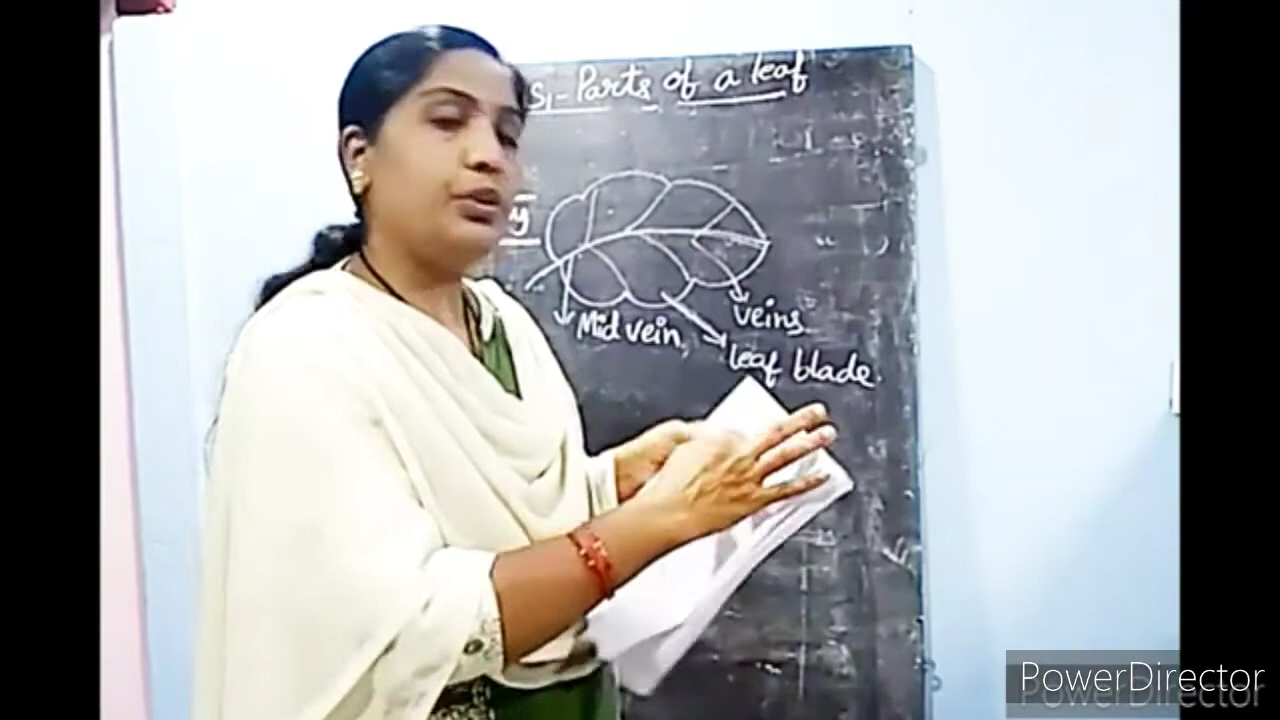 S,- Parts of a leaf
Mid vein,
veins
leaf blade.
PowerDirector